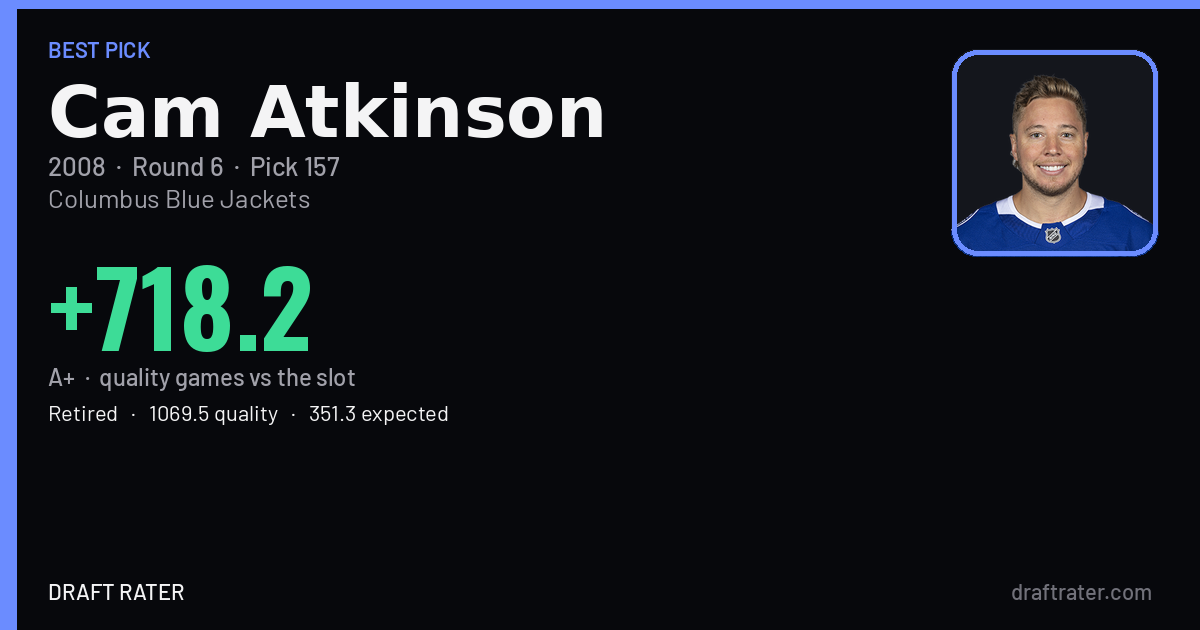 BEST PICK
Cam Atkinson
2008 · Round 6 · Pick 157
Columbus Blue Jackets
+718.2
A+ · quality games vs the slot
Retired · 1069.5 quality · 351.3 expected
DRAFT RATER
draftrater.com